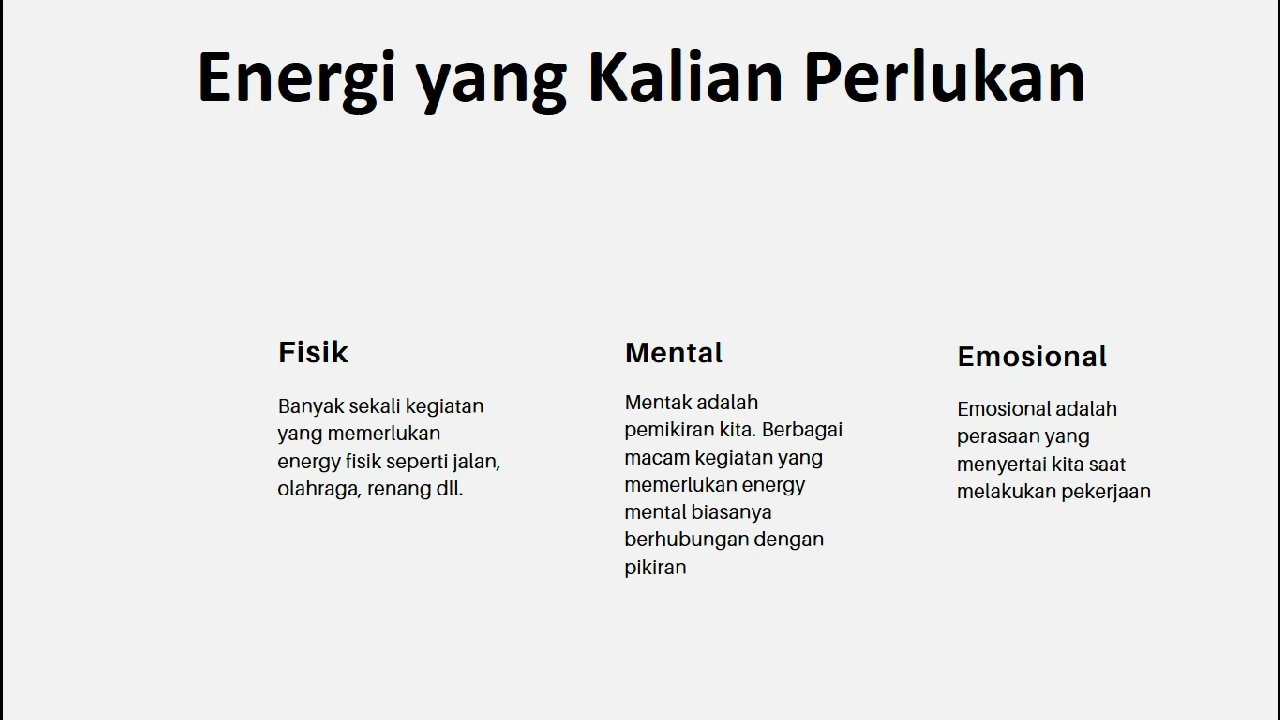 Energi yang Kalian Perlukan
Fisik
Banyak sekali kegiatan
yang memerlukan
energy fisik seperti jalan,
olahraga, renang dll.
Mental
Mentak adalah
pemikiran kita. Berbagai
macam kegiatan yang
memerlukan energy
mental biasanya
berhubungan dengan
pikiran
Emosional
Emosional adalah
perasaan yang
menyertai kita saat
melakukan pekerjaan